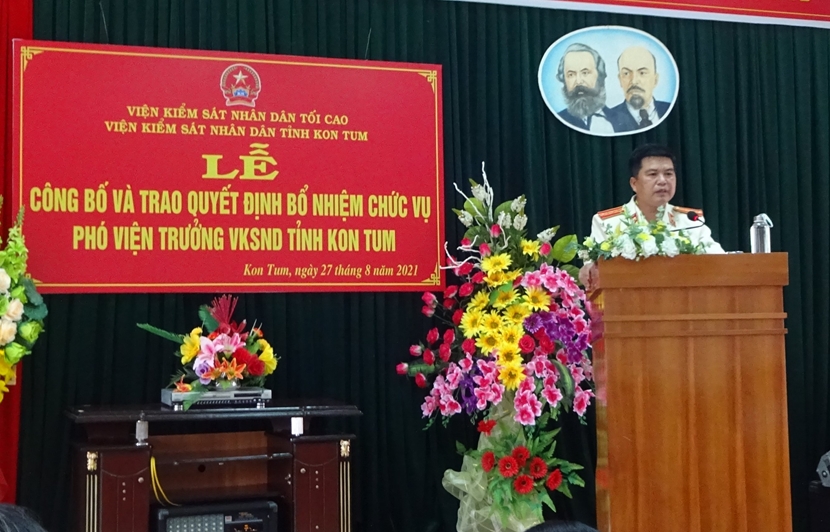 VIỆN KIỂM SÁT NHÂN DÂN TỐI CAO
VIỆN KIỂM SÁT NHÂN DÂN TỈNH KON TUM
LỄ
CÔNG BỐ VÀ TRAO QUYẾT ĐỊNH BỔ NHIỆM CHỨC VỤ
PHÓ VIỆN TRƯỞNG VKSND TỈNH KON TUM
Kon Tum, ngày 27 tháng 8 năm 2021